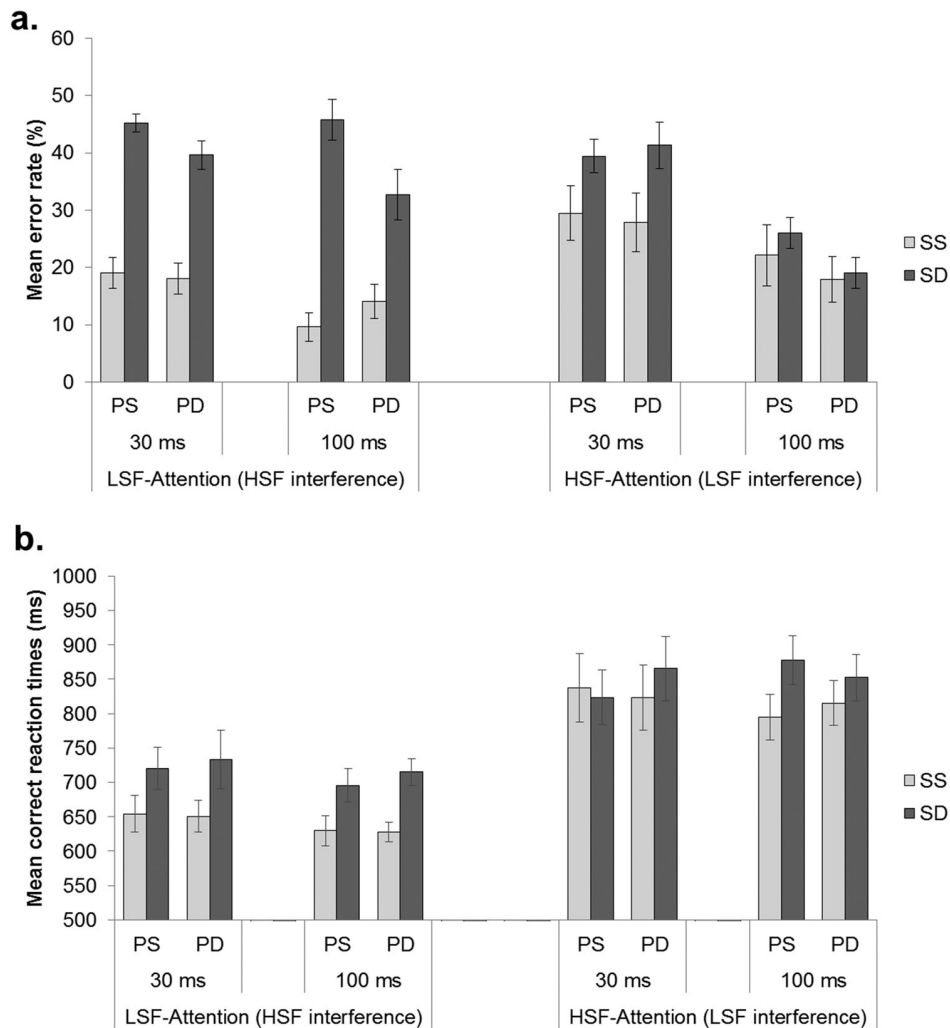 a.
Mean error rate (%)
60
50
40
30
20
10
0
PS PD PS PD PS PD PS PD
30 ms 100 ms 30 ms 100 ms
LSF-Attention (HSF interference) HSF-Attention (LSF interference)
SS
SD
b.
Mean correct reaction times (ms)
1000
950
900
850
800
750
700
650
600
550
500
PS PD PS PD PS PD PS PD
30 ms 100 ms 30 ms 100 ms
LSF-Attention (HSF interference) HSF-Attention (LSF interference)
SS
SD